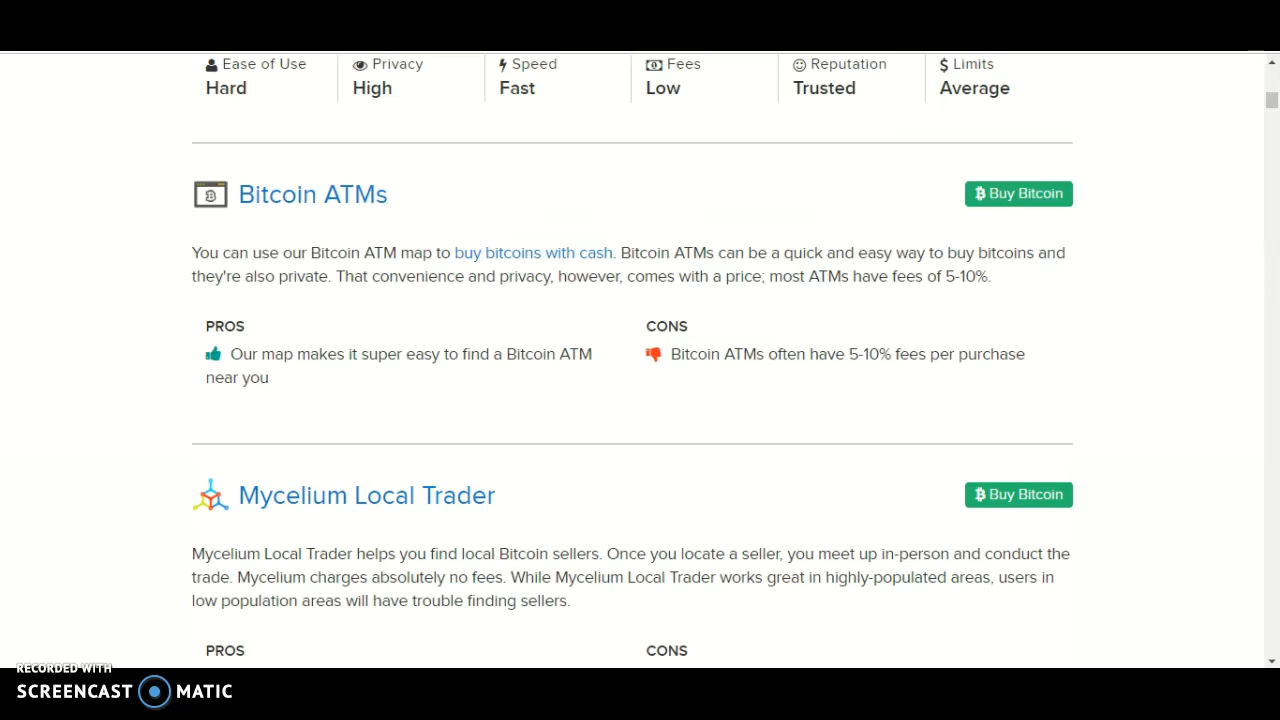 Ease of Use Privacy Speed Fees Reputation Limits
Hard High Fast Low Trusted Average
Bitcoin ATMs Buy Bitcoin
You can use our Bitcoin ATM map to buy bitcoins with cash. Bitcoin ATMs can be a quick and easy way to buy bitcoins and
they're also private. That convenience and privacy, however, comes with a price; most ATMs have fees of 5-10%.
PROS CONS
Our map makes it super easy to find a Bitcoin ATM Bitcoin ATMs often have 5-10% fees per purchase
near you
Mycelium Local Trader Buy Bitcoin
Mycelium Local Trader helps you find local Bitcoin sellers. Once you locate a seller, you meet up in-person and conduct the
trade. Mycelium charges absolutely no fees. While Mycelium Local Trader works great in highly-populated areas, users in
low population areas will have trouble finding sellers.
PROS CONS
RECORDED WITH
SCREENCAST MATIC